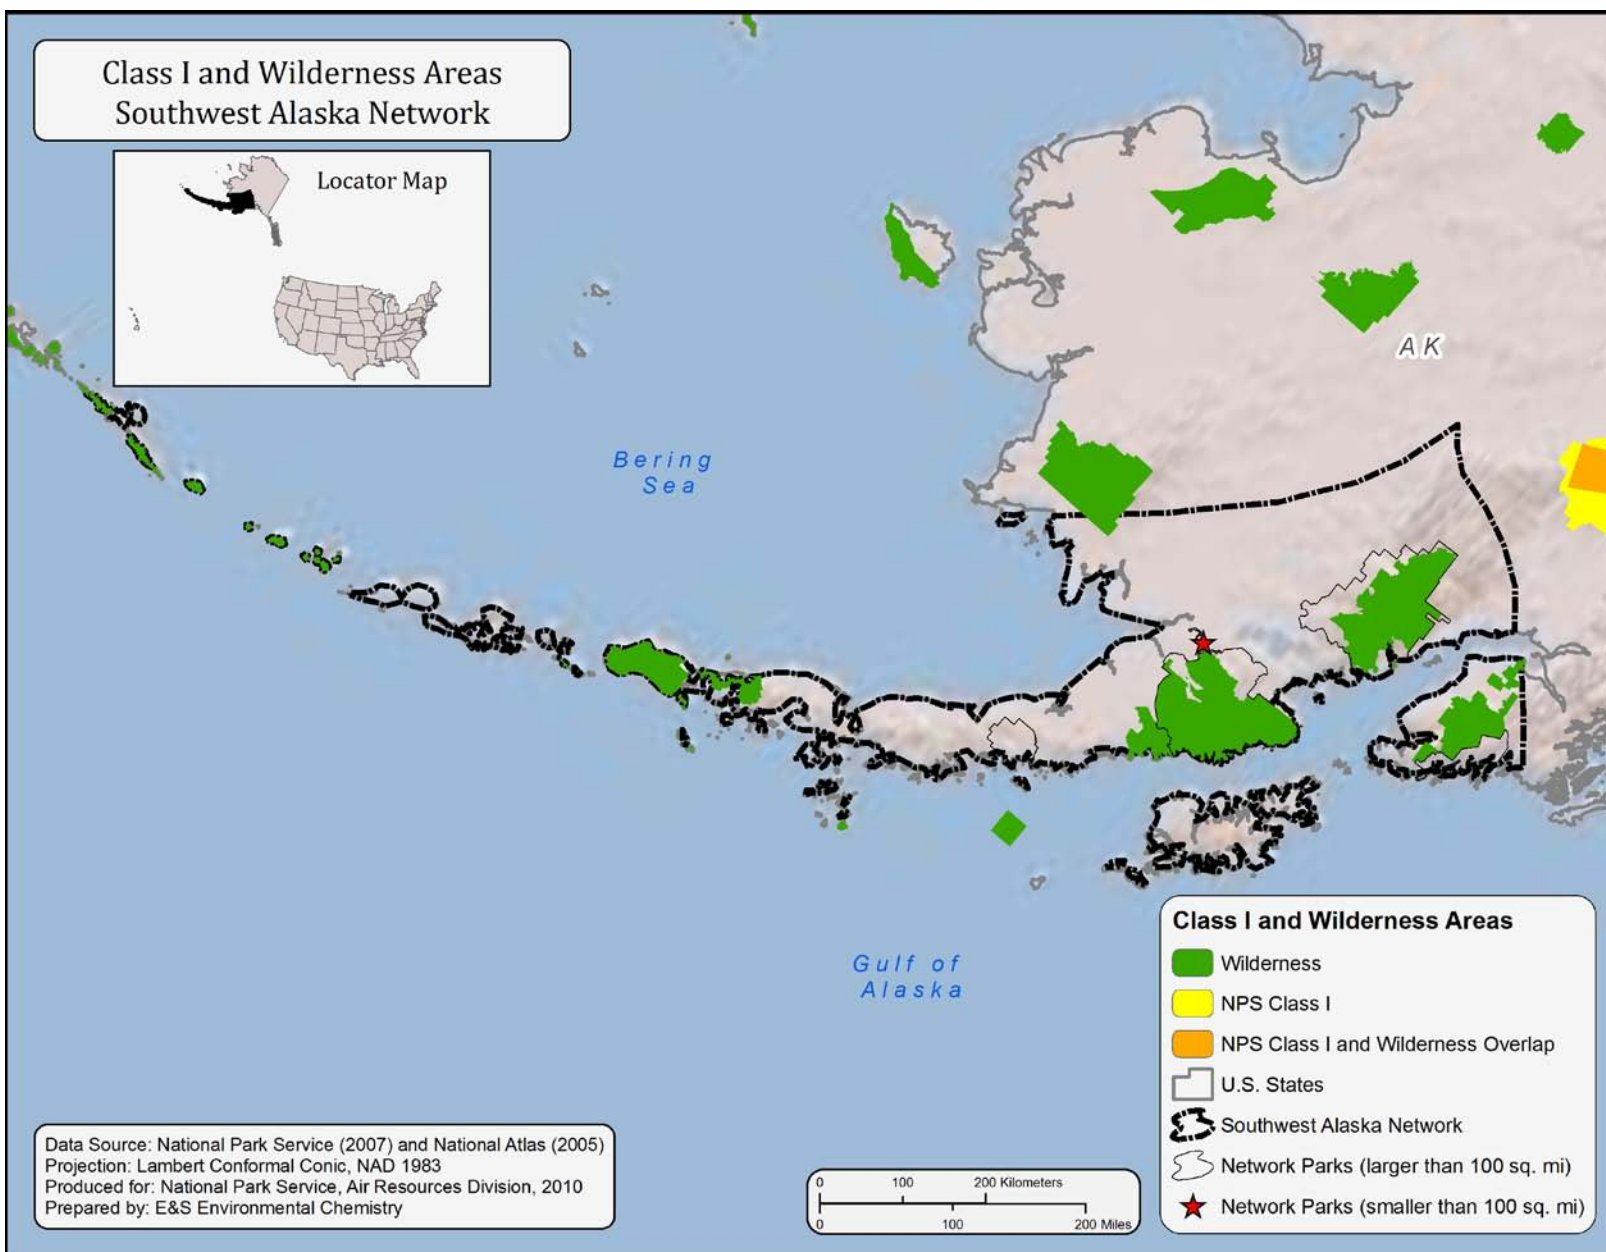 Class I and Wilderness Areas
Southwest Alaska Network
Locator Map
AK
Bering
Sea
Gulf of
Alaska
Class I and Wilderness Areas
Wilderness
NPS Class I
NPS Class I and Wilderness Overlap
U.S. States
Southwest Alaska Network
Network Parks (larger than 100 sq. mi)
Network Parks (smaller than 100 sq. mi)
Data Source: National Park Service (2007) and National Atlas (2005)
Projection: Lambert Conformal Conic, NAD 1983
Produced for: National Park Service, Air Resources Division, 2010
Prepared by: E&S Environmental Chemistry
0 100 200 Kilometers
0 100 200 Miles